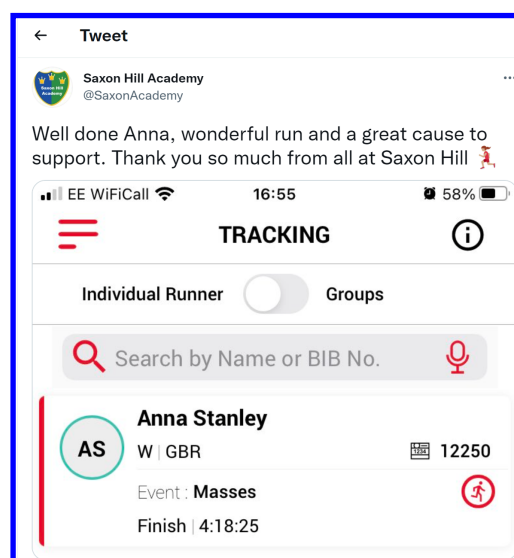 Tweet
Saxon Hill Academy
@SaxonAcademy
Well done Anna, wonderful run and a great cause to
support. Thank you so much from all at Saxon Hill
EE WiFiCall 16:55 58%
TRACKING
Individual Runner Groups
Search by Name or BIB No.
Anna Stanley
AS W | GBR 12250
Event : Masses
Finish | 4:18:25